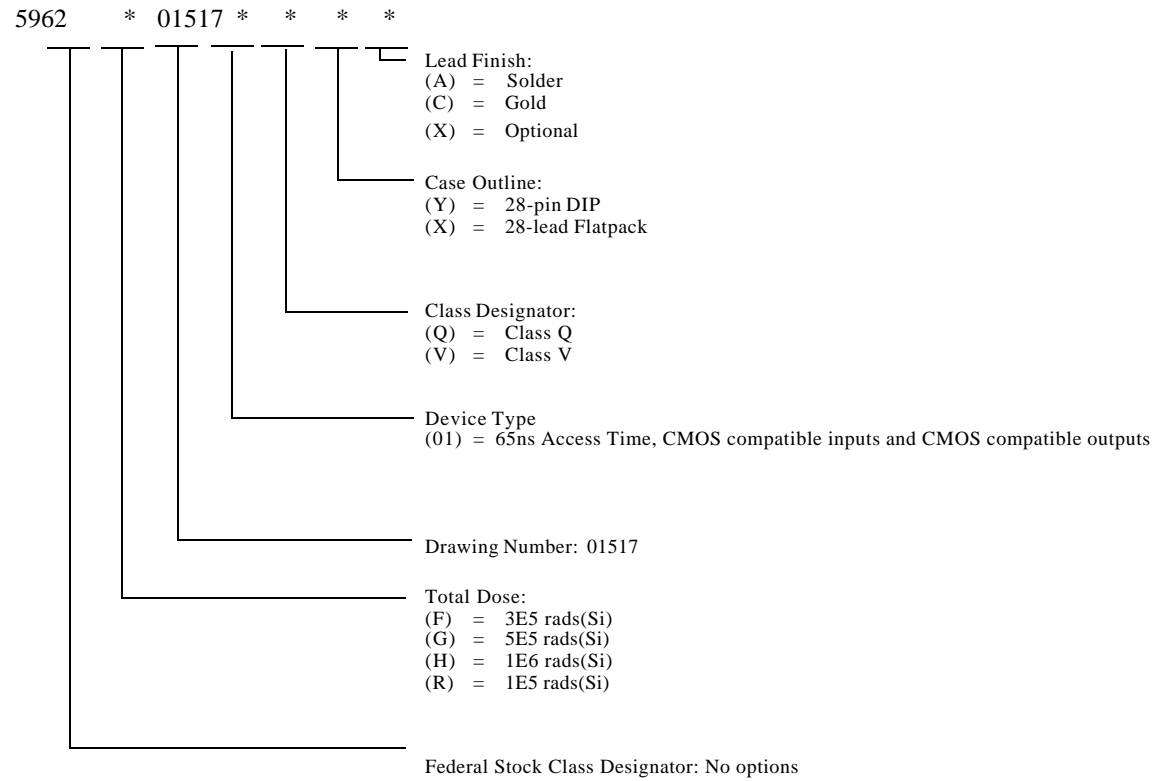 5962 * 01517 * * * *
Lead Finish:
(A) = Solder
(C) = Gold
(X) = Optional
Case Outline:
(Y) = 28-pin DIP
(X) = 28-lead Flatpack
Class Designator:
(Q) = Class Q
(V) = Class V
Device Type
(01) = 65ns Access Time, CMOS compatible inputs and CMOS compatible outputs
Drawing Number: 01517
Total Dose:
(F) = 3E5 rads(Si)
(G) = 5E5 rads(Si)
(H) = 1E6 rads(Si)
(R) = 1E5 rads(Si)
Federal Stock Class Designator: No options